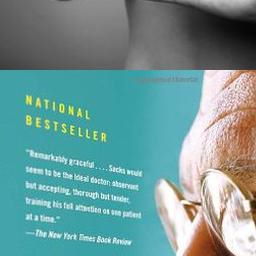 NATIONAL
BESTSELLER
"Remarkably graceful . . . . Sacks would
seem to be the ideal doctor: observant
but accepting, thorough but tender,
training his full attention on one patient
at a time."
—The New York Times Book Review